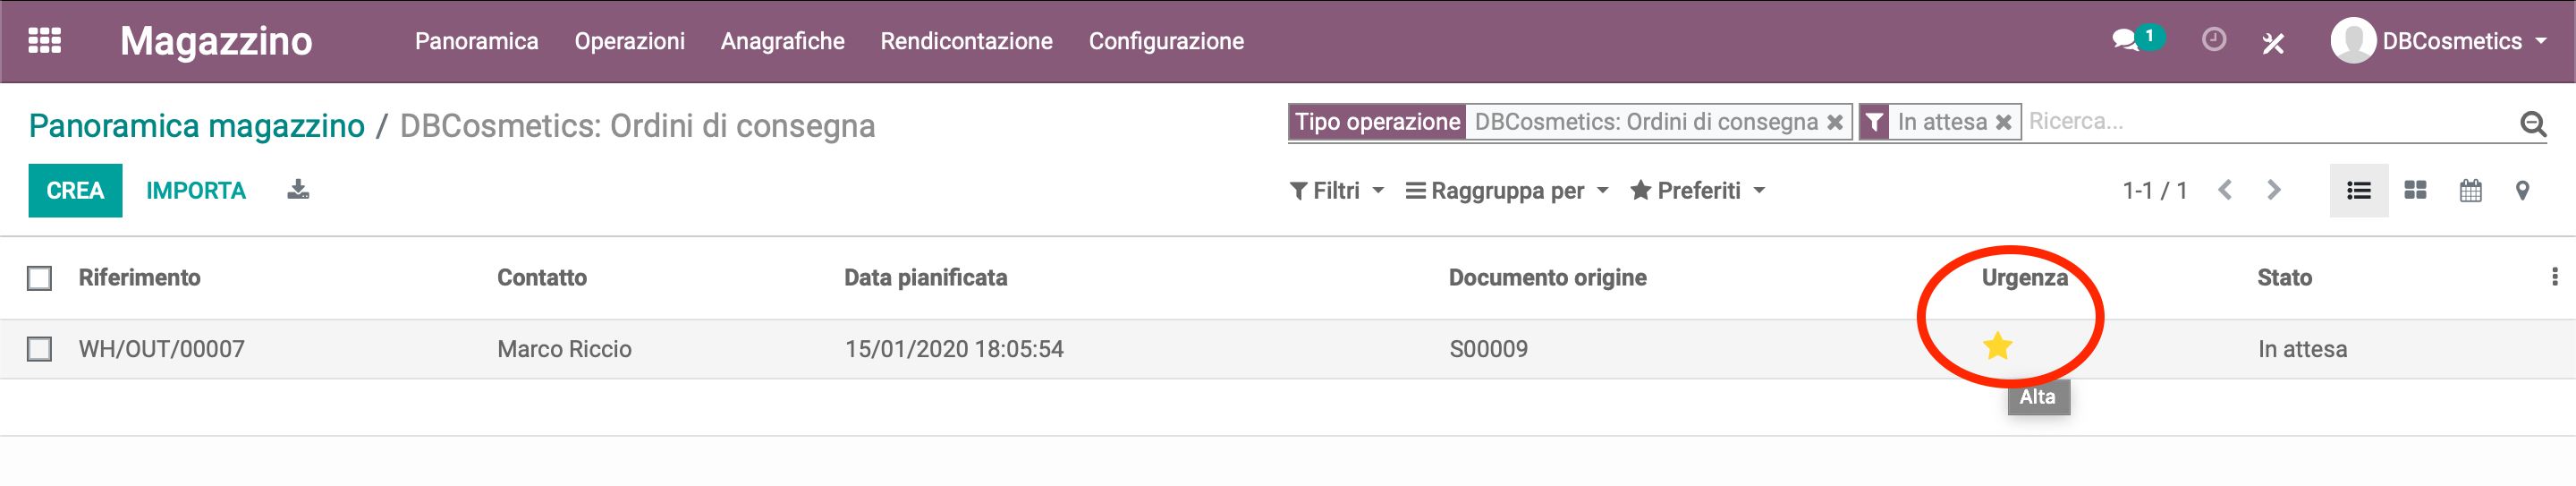 Magazzino Panoramica Operazioni Anagrafiche Rendicontazione Configurazione 1 DBCosmetics
Panoramica magazzino / DBCosmetics: Ordini di consegna Tipo operazione DBCosmetics: Ordini di consegna In attesa Ricerca...
CREA IMPORTA Filtri Raggruppa per Preferiti 1-1 / 1
Riferimento Contatto Data pianificata Documento origine Urgenza Stato
WH/OUT/00007 Marco Riccio 15/01/2020 18:05:54 S00009 In attesa
Alta